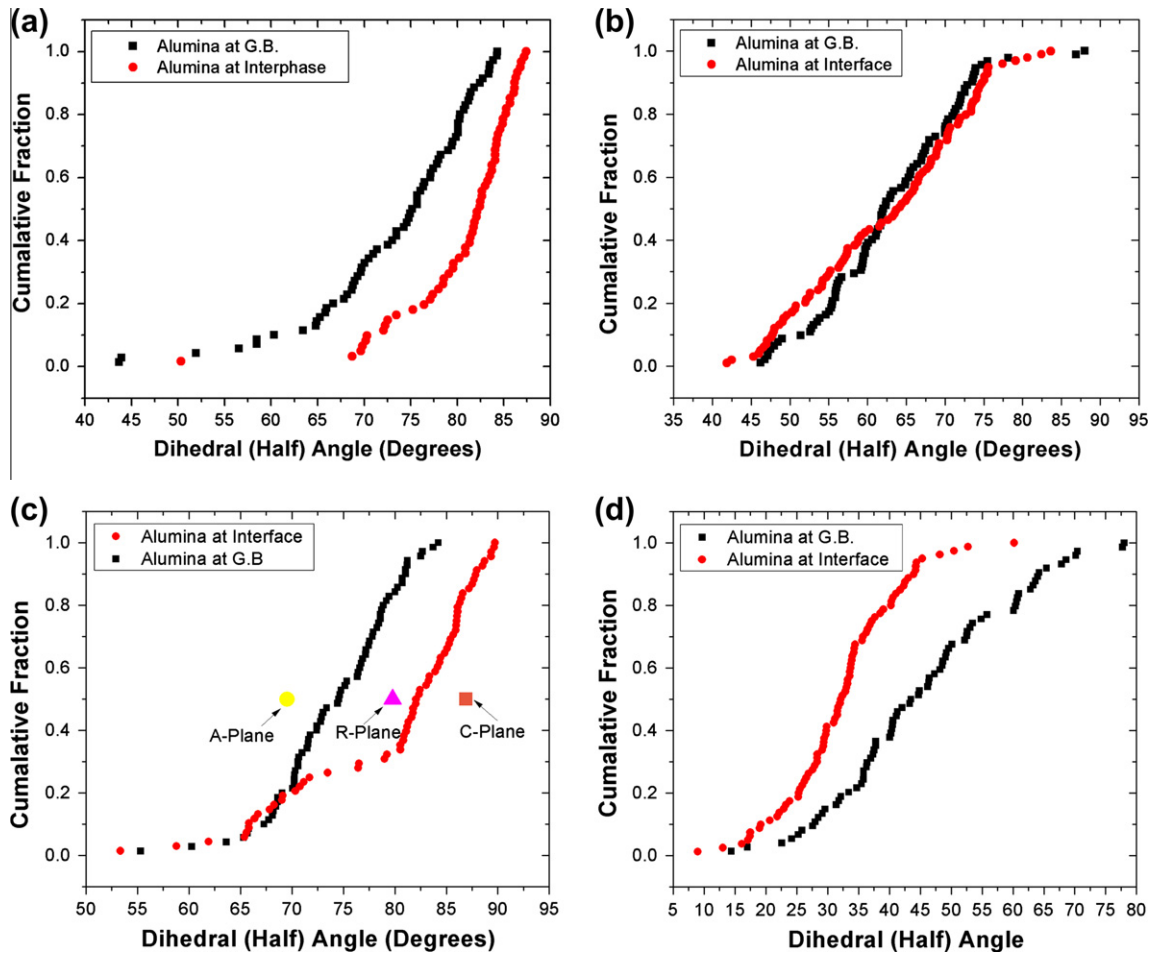 (a)
Alumina at G.B.
Alumina at Interphase
Cumalative Fraction
1.0
0.8
0.6
0.4
0.2
0.0
40 45 50 55 60 65 70 75 80 85 90
Dihedral (Half) Angle (Degrees)
(b)
Alumina at G.B.
Alumina at Interface
Cumalative Fraction
1.0
0.8
0.6
0.4
0.2
0.0
35 40 45 50 55 60 65 70 75 80 85 90 95
Dihedral (Half) Angle (Degrees)
(c)
Alumina at Interface
Alumina at G.B
Cumalative Fraction
1.0
0.8
0.6
0.4
0.2
0.0
A-Plane
R-Plane
C-Plane
50 55 60 65 70 75 80 85 90 95
Dihedral (Half) Angle (Degrees)
(d)
Alumina at G.B.
Alumina at Interface
Cumalative Fraction
1.0
0.8
0.6
0.4
0.2
0.0
5 10 15 20 25 30 35 40 45 50 55 60 65 70 75 80
Dihedral (Half) Angle